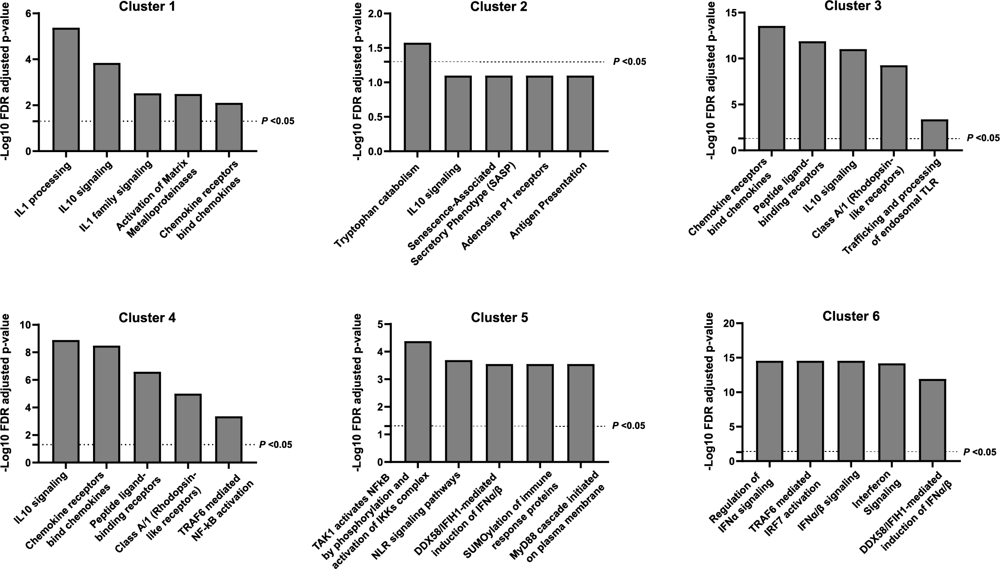 Cluster 1
-Log10 FDR adjusted p-value
6
4
2
0
P <0.05
IL1 processing
IL10 signaling
IL1 family signaling
Activation of Matrix
Metalloproteinases
Chemokine receptors
bind chemokines
Cluster 2
-Log10 FDR adjusted p-value
2.0
1.5
1.0
0.5
0.0
P <0.05
Tryptophan catabolism
IL10 signaling
Senescence-Associated
Secretory Phenotype (SASP)
Adenosine P1 receptors
Antigen Presentation
Cluster 3
-Log10 FDR adjusted p-value
15
10
5
0
P <0.05
Chemokine receptors
bind chemokines
Peptide ligand-
binding receptors
IL10 signaling
Class A/1 (Rhodopsin-
like receptors)
Trafficking and processing
of endosomal TLR
Cluster 4
-Log10 FDR adjusted p-value
10
8
6
4
2
0
P <0.05
IL10 signaling
Chemokine receptors
bind chemokines
Peptide ligand-
binding receptors
Class A/1 (Rhodopsin-
like receptors)
TRAF6 mediated
NF-kB activation
Cluster 5
-Log10 FDR adjusted p-value
5
4
3
2
1
0
P <0.05
TAK1 activates NFkB
by phosphorylation and
activation of IKKs complex
NLR signaling pathways
DDX58/IFIH1-mediated
induction of IFNα/β
SUMOylation of immune
response proteins
MyD88 cascade initiated
on plasma membrane
Cluster 6
-Log10 FDR adjusted p-value
20
15
10
5
0
P <0.05
Regulation of
IFNα signaling
TRAF6 mediated
IRF7 activation
IFNα/β signaling
Interferon
Signaling
DDX58/IFIH1-mediated
induction of IFNα/β